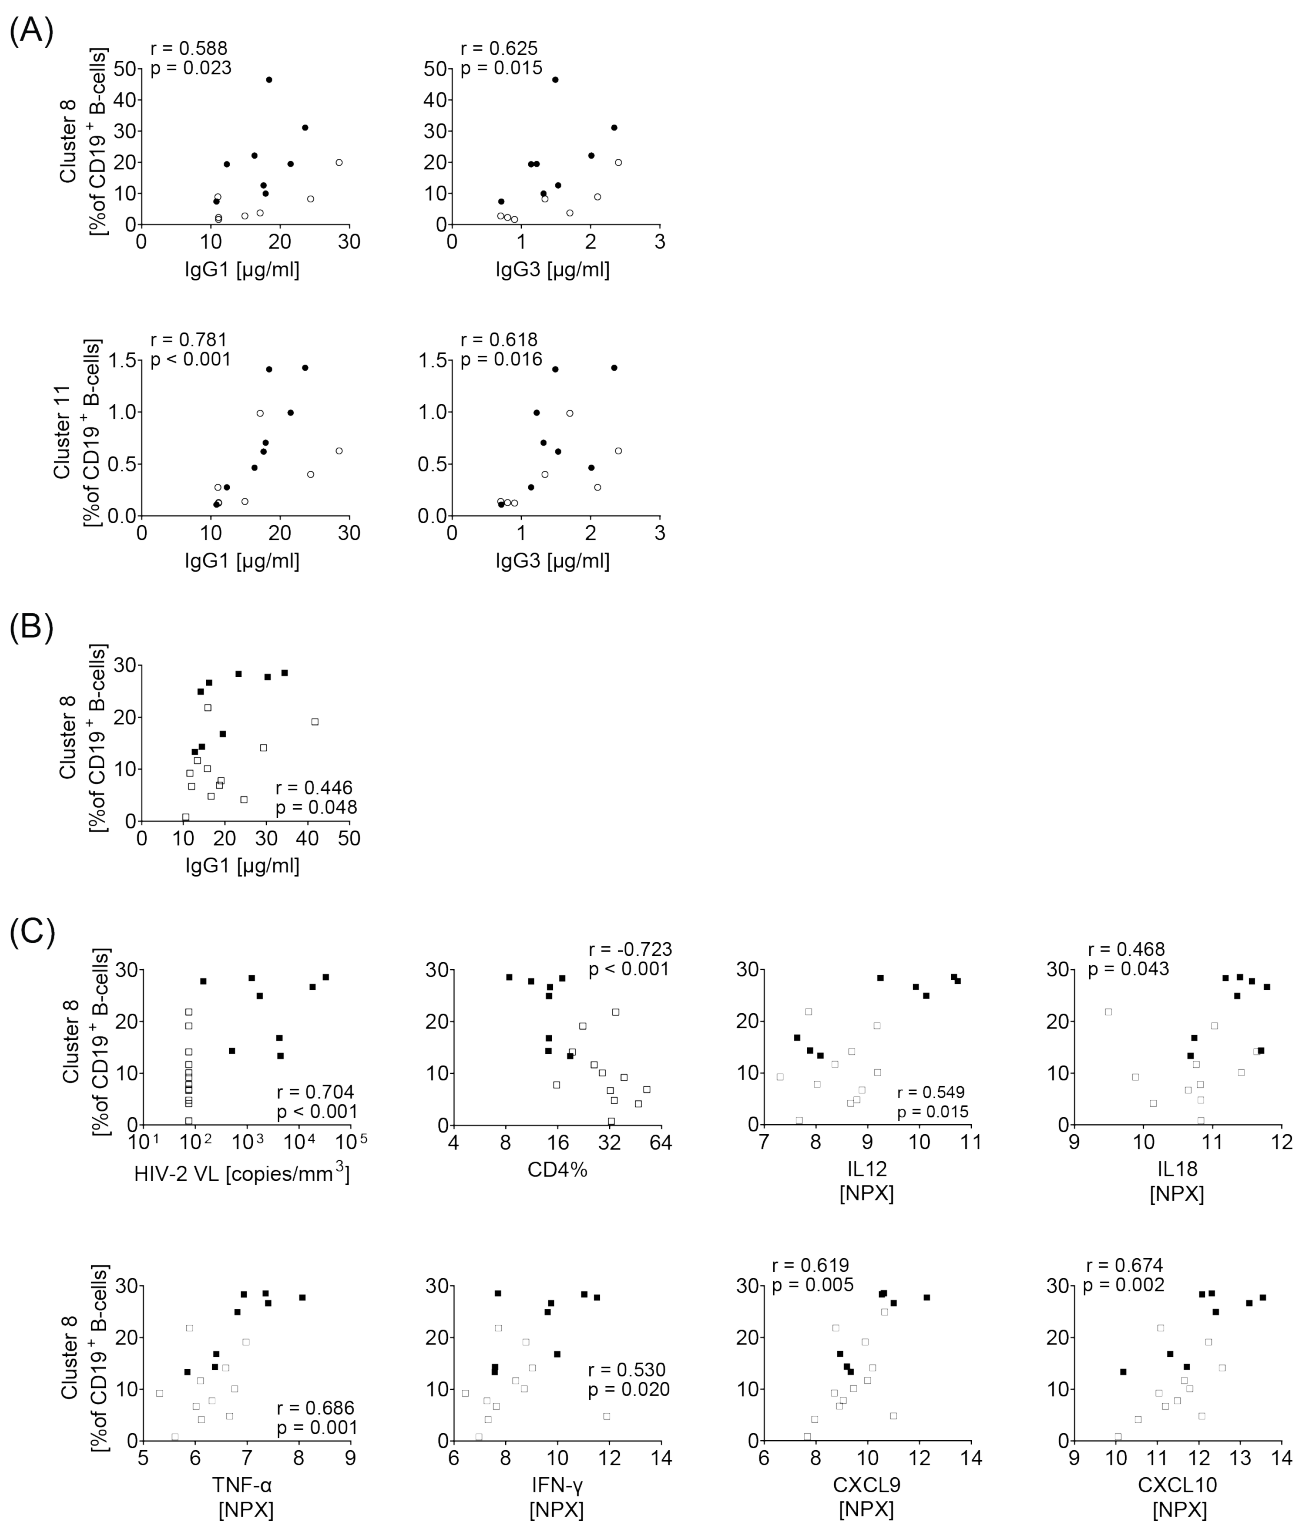 (A)
r = 0.588
p = 0.023
Cluster 8
[%of CD19⁺ B-cells]
50
40
30
20
10
0
0 10 20 30
IgG1 [µg/ml]
r = 0.625
p = 0.015
50
40
30
20
10
0
0 1 2 3
IgG3 [µg/ml]
r = 0.781
p < 0.001
Cluster 11
[%of CD19⁺ B-cells]
1.5
1.0
0.5
0.0
0 10 20 30
IgG1 [µg/ml]
r = 0.618
p = 0.016
1.5
1.0
0.5
0.0
0 1 2 3
IgG3 [µg/ml]
(B)
Cluster 8
[%of CD19⁺ B-cells]
30
20
10
0
r = 0.446
p = 0.048
0 10 20 30 40 50
IgG1 [µg/ml]
(C)
Cluster 8
[%of CD19⁺ B-cells]
30
20
10
0
r = 0.704
p < 0.001
10¹ 10² 10³ 10⁴ 10⁵
HIV-2 VL [copies/mm³]
r = -0.723
p < 0.001
30
20
10
0
4 8 16 32 64
CD4%
30
20
10
0
r = 0.549
p = 0.015
7 8 9 10 11
IL12
[NPX]
r = 0.468
p = 0.043
30
20
10
0
9 10 11 12
IL18
[NPX]
Cluster 8
[%of CD19⁺ B-cells]
30
20
10
0
r = 0.686
p = 0.001
5 6 7 8 9
TNF-α
[NPX]
30
20
10
0
r = 0.530
p = 0.020
6 8 10 12 14
IFN-γ
[NPX]
r = 0.619
p = 0.005
30
20
10
0
6 8 10 12 14
CXCL9
[NPX]
r = 0.674
p = 0.002
30
20
10
0
9 10 11 12 13 14
CXCL10
[NPX]